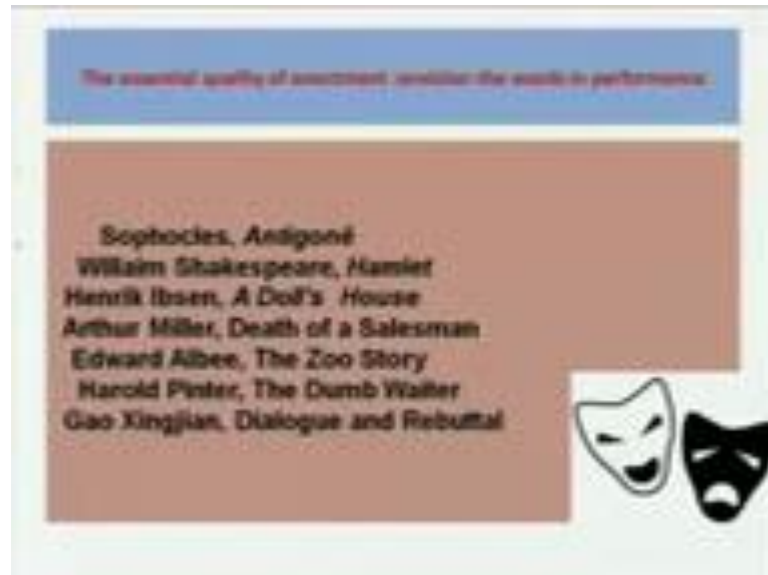 The essential quality of enactment the words in performance
Sophocles, Antigoné
Willaim Shakespeare, Hamlet
Henrik Ibsen, A Doll's House
Arthur Miller, Death of a Salesman
Edward Albee, The Zoo Story
Harold Pinter, The Dumb Waiter
Gao Xingjian, Dialogue and Rebuttal